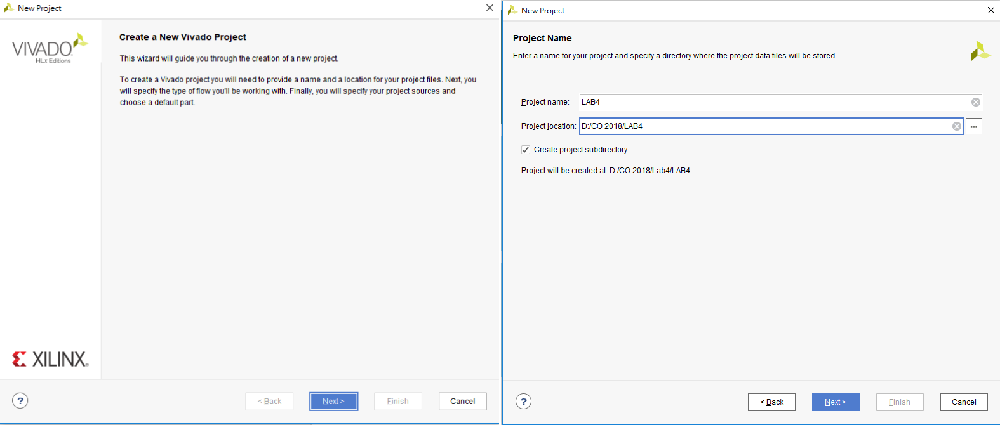 New Project
VIVADO
HLx Editions
Create a New Vivado Project
This wizard will guide you through the creation of a new project.
To create a Vivado project you will need to provide a name and a location for your project files. Next, you
will specify the type of flow you'll be working with. Finally, you will specify your project sources and
choose a default part.
XILINX
?
< Back
Next >
Finish
Cancel
New Project
Project Name
Enter a name for your project and specify a directory where the project data files will be stored.
Project name: LAB4
Project location: D:/CO 2018/LAB4 ...
Create project subdirectory
Project will be created at: D:/CO 2018/Lab4/LAB4
?
< Back
Next >
Finish
Cancel